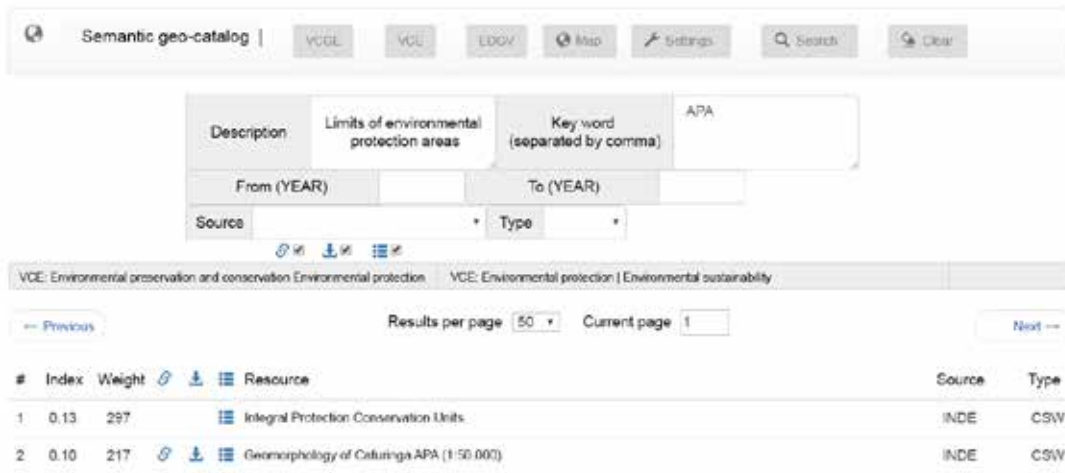 Semantic geo-catalog | VCGE VCE EDGV Map Settings Search Clear
Description Limits of environmental protection areas Key word (separated by comma) APA
From (YEAR) To (YEAR)
Source Type
VCE: Environmental preservation and conservation Environmental protection VCE: Environmental protection | Environmental sustainability
← Previous Results per page 50 Current page 1 Next →
# Index Weight Resource Source Type
1 0.13 297 Integral Protection Conservation Units INDE CSW
2 0.10 217 Geomorphology of Caturinga APA (1:50.000) INDE CSW